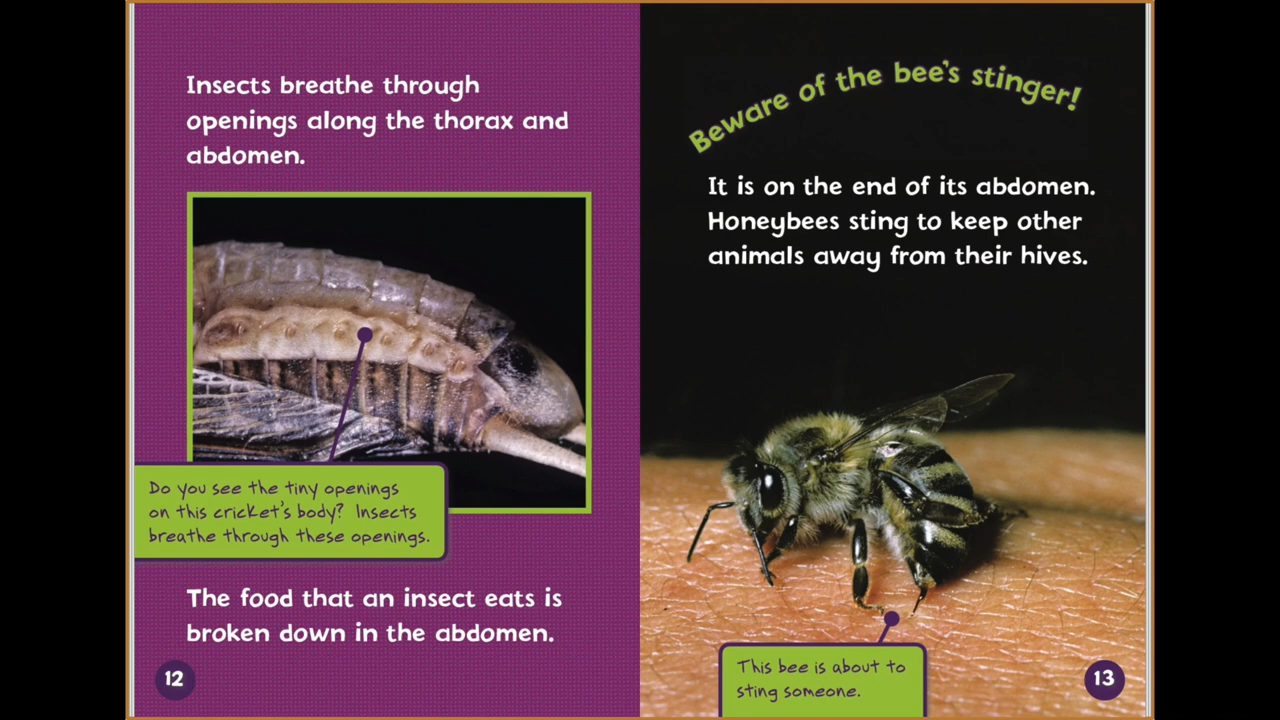 Insects breathe through
openings along the thorax and
abdomen.
Do you see the tiny openings
on this cricket's body? Insects
breathe through these openings.
The food that an insect eats is
broken down in the abdomen.
12
Beware of the bee's stinger!
It is on the end of its abdomen.
Honeybees sting to keep other
animals away from their hives.
This bee is about to
sting someone.
13